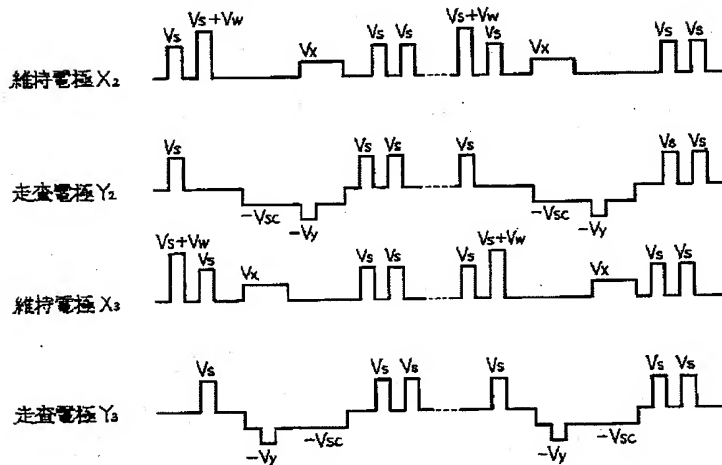 Vs Vs+Vw Vx Vs Vs Vs+Vw Vs Vx Vs Vs
維持電極X₂
Vs Vs Vs Vs Vs Vs
走査電極Y₂
-Vsc -Vy -Vsc -Vy
Vs+Vw Vs Vx Vs Vs Vs Vs+Vw Vx Vs Vs
維持電極X₃
Vs Vs Vs Vs Vs Vs
走査電極Y₃
-Vy -Vsc -Vy -Vsc